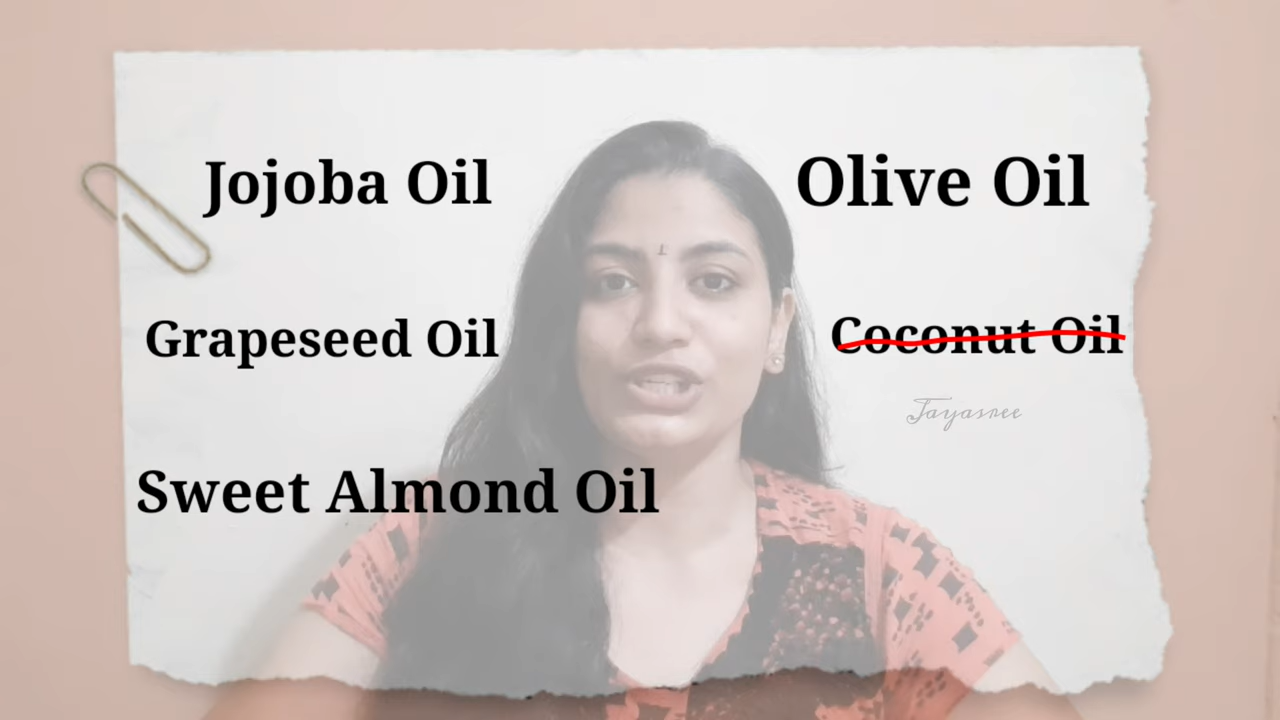 Jojoba Oil
Olive Oil
Grapeseed Oil
Coconut Oil
Jayasree
Sweet Almond Oil